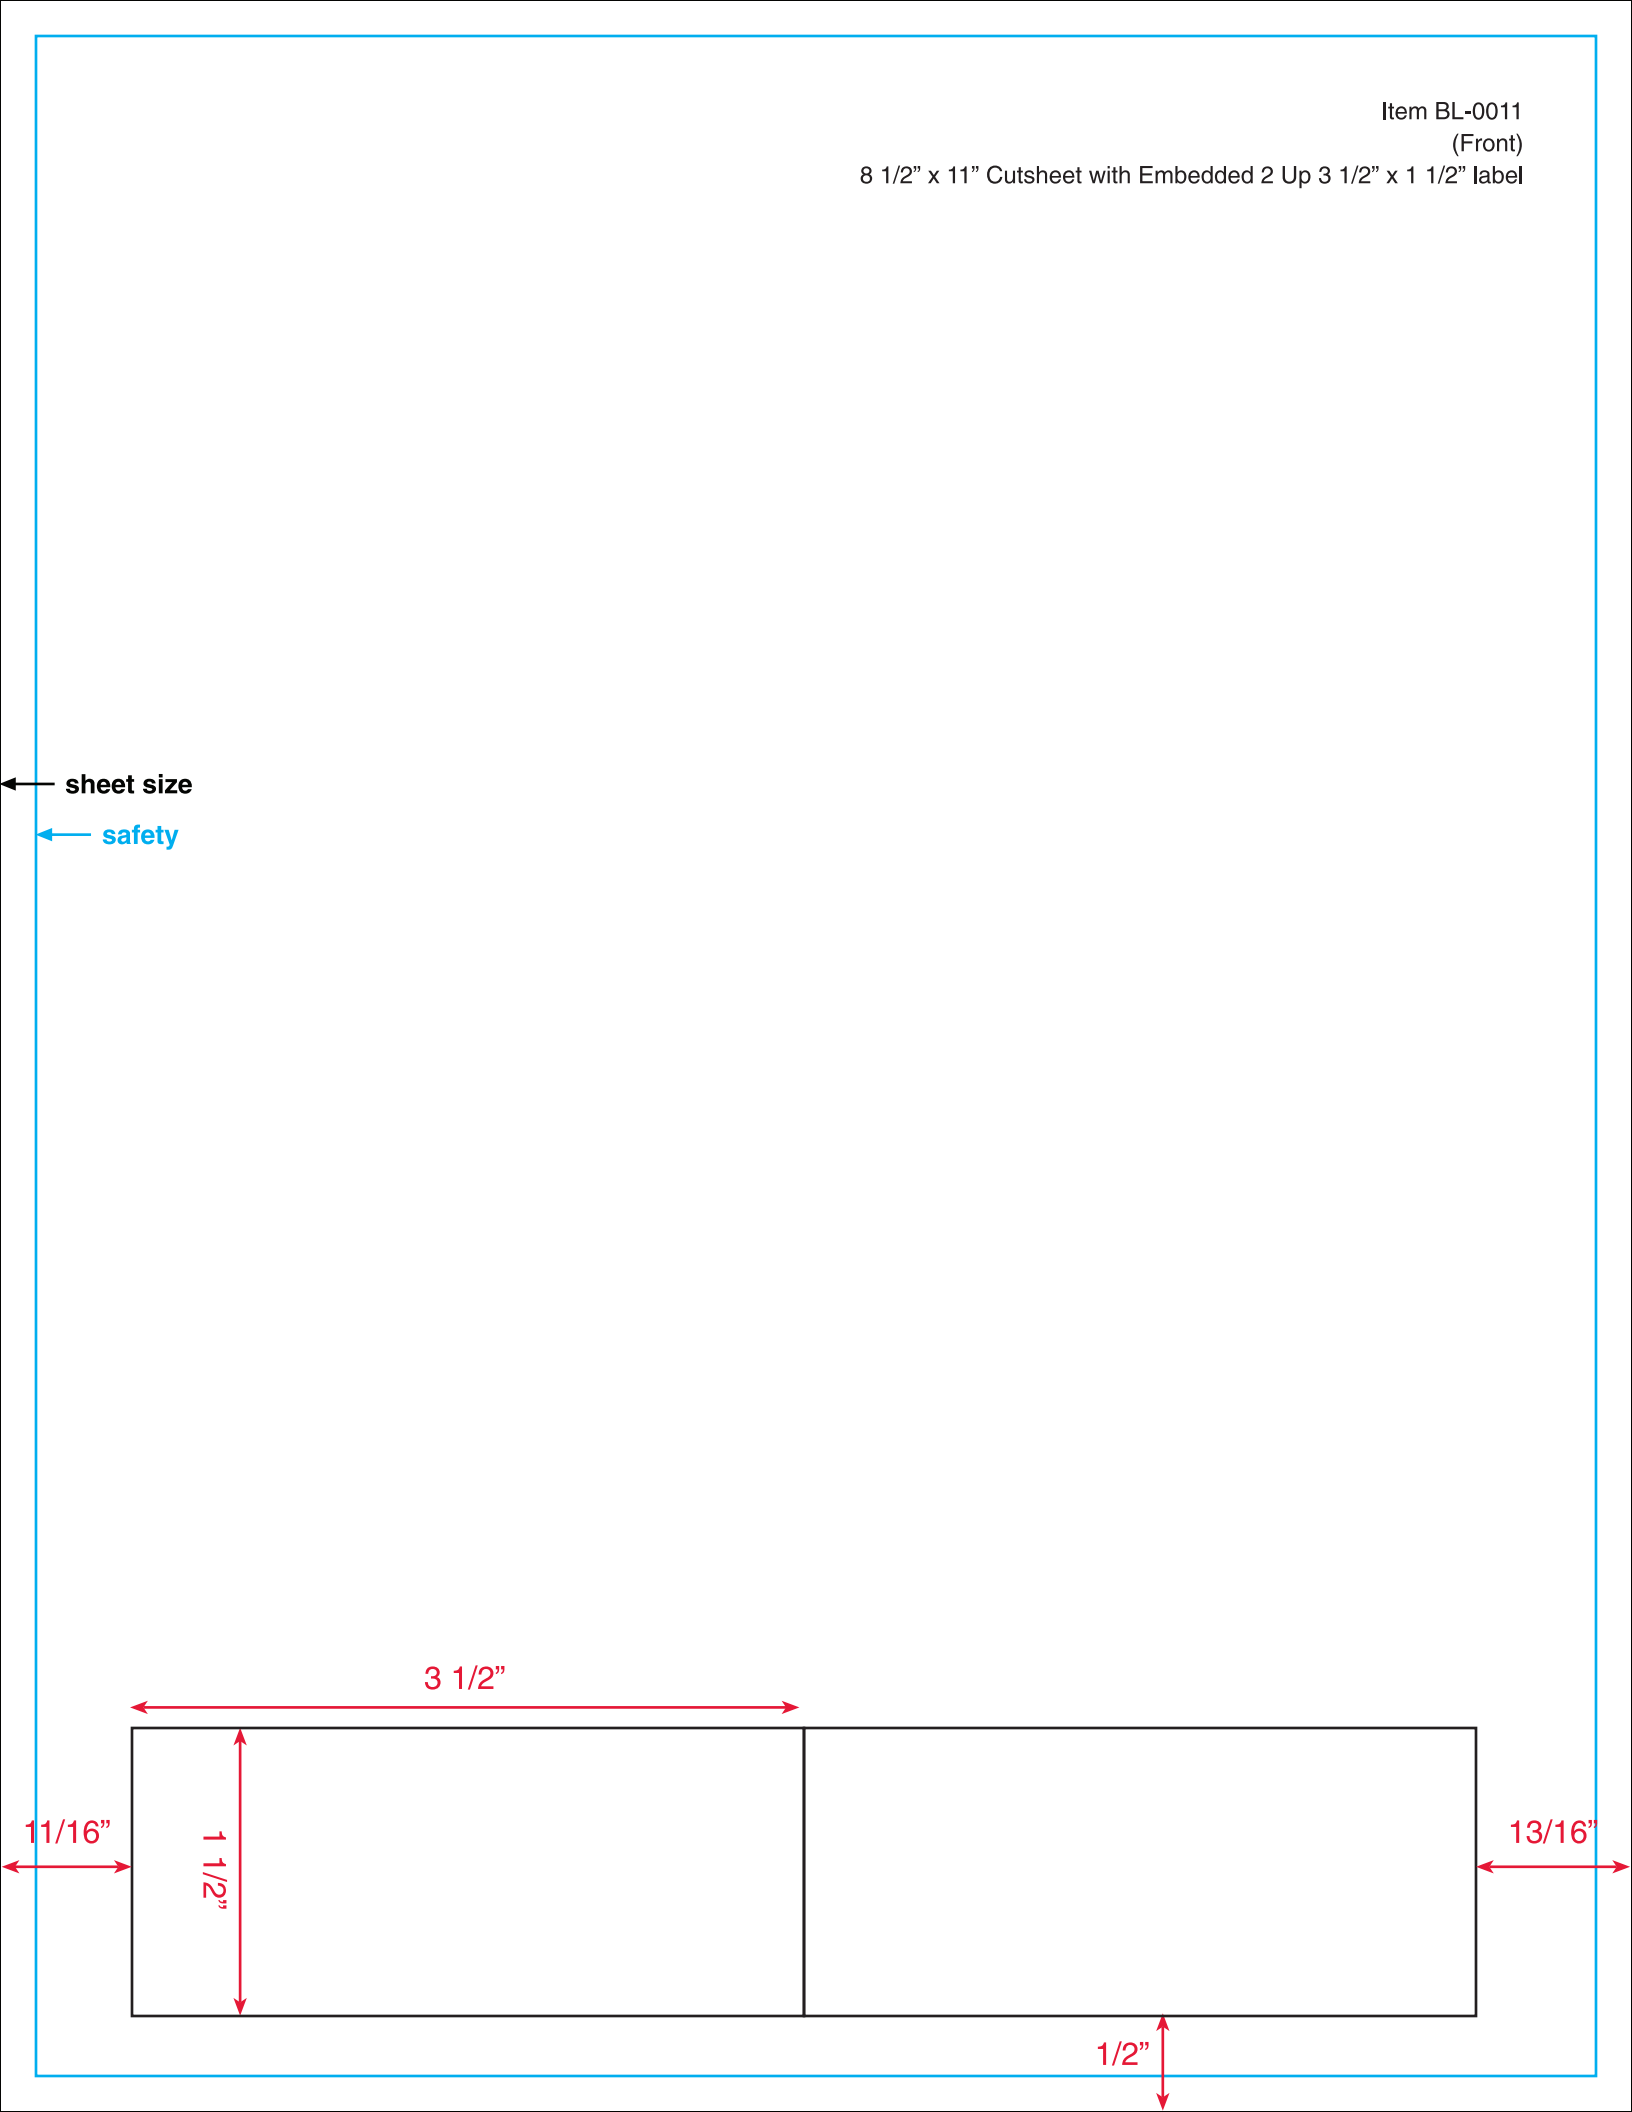 Item BL-0011
(Front)
8 1/2” x 11” Cutsheet with Embedded 2 Up 3 1/2” x 1 1/2” label
sheet size
safety
3 1/2”
11/16”
1 1/2”
13/16”
1/2”